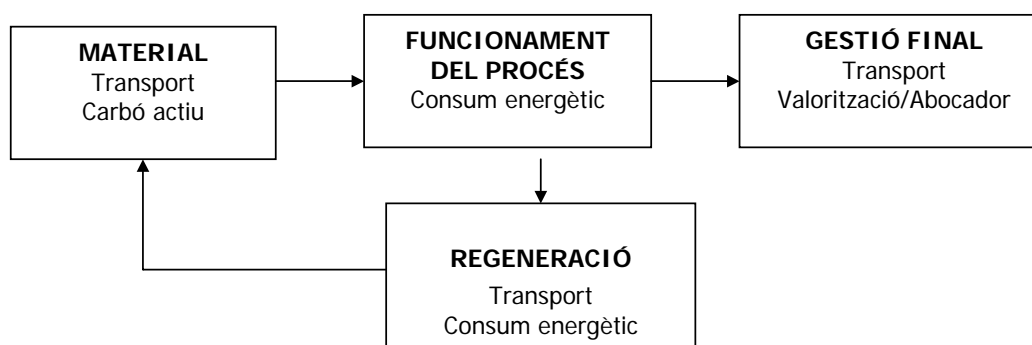 MATERIAL
Transport
Carbó actiu
FUNCIONAMENT
DEL PROCÉS
Consum energètic
GESTIÓ FINAL
Transport
Valorització/Abocador
REGENERACIÓ
Transport
Consum energètic